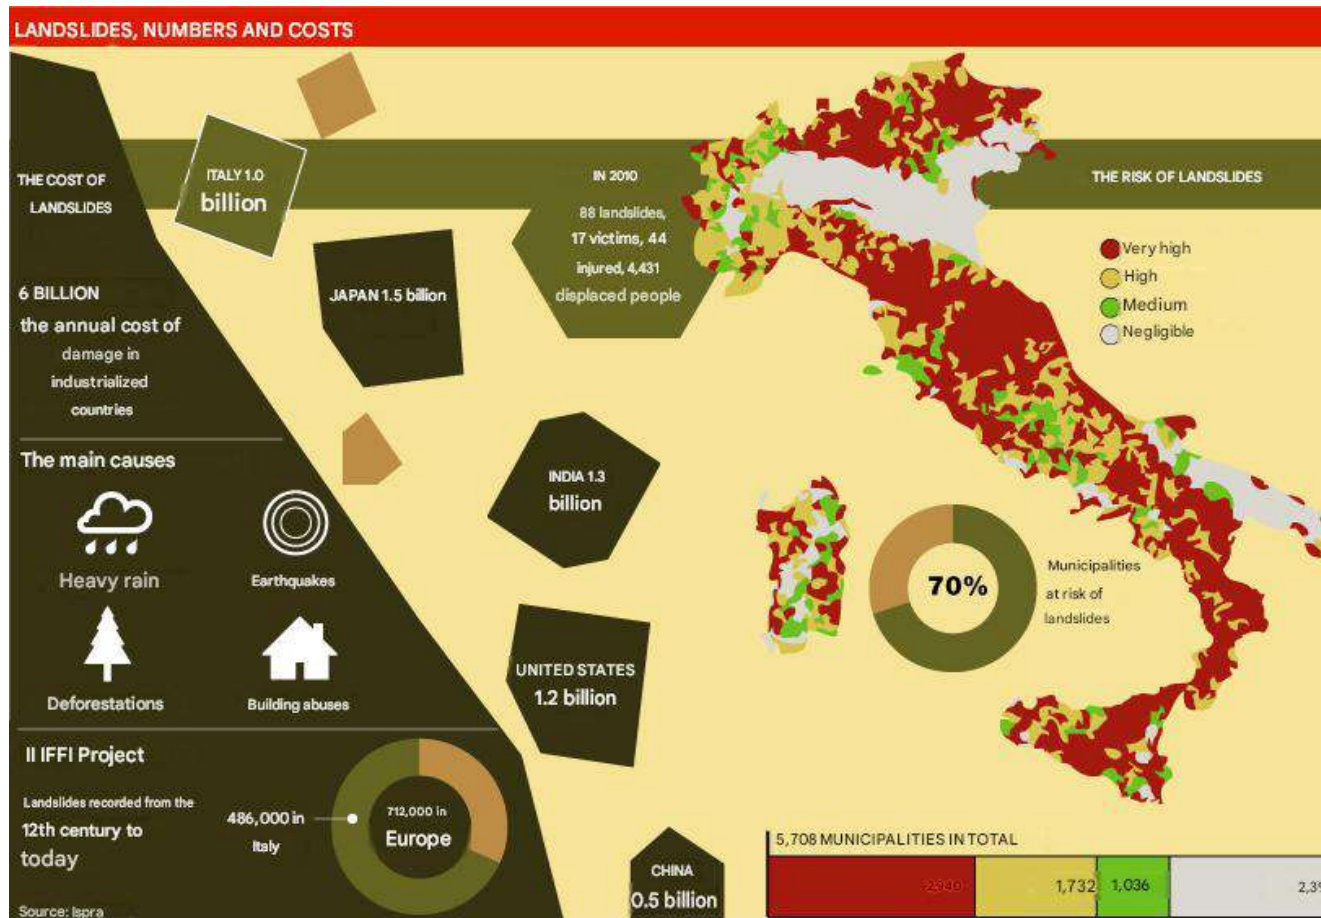 LANDSLIDES, NUMBERS AND COSTS
THE COST OF
LANDSLIDES
6 BILLION
the annual cost of
damage in
industrialized
countries
The main causes
Heavy rain
Earthquakes
Deforestations
Building abuses
II IFFI Project
Landslides recorded from the
12th century to
today
486,000 in
Italy
712,000 in
Europe
Source: Ispra
ITALY 1.0
billion
JAPAN 1.5 billion
INDIA 1.3
billion
UNITED STATES
1.2 billion
CHINA
0.5 billion
IN 2010
88 landslides,
17 victims, 44
injured, 4,431
displaced people
THE RISK OF LANDSLIDES
Very high
High
Medium
Negligible
70%
Municipalities
at risk of
landslides
5,708 MUNICIPALITIES IN TOTAL
2940
1,732
1,036